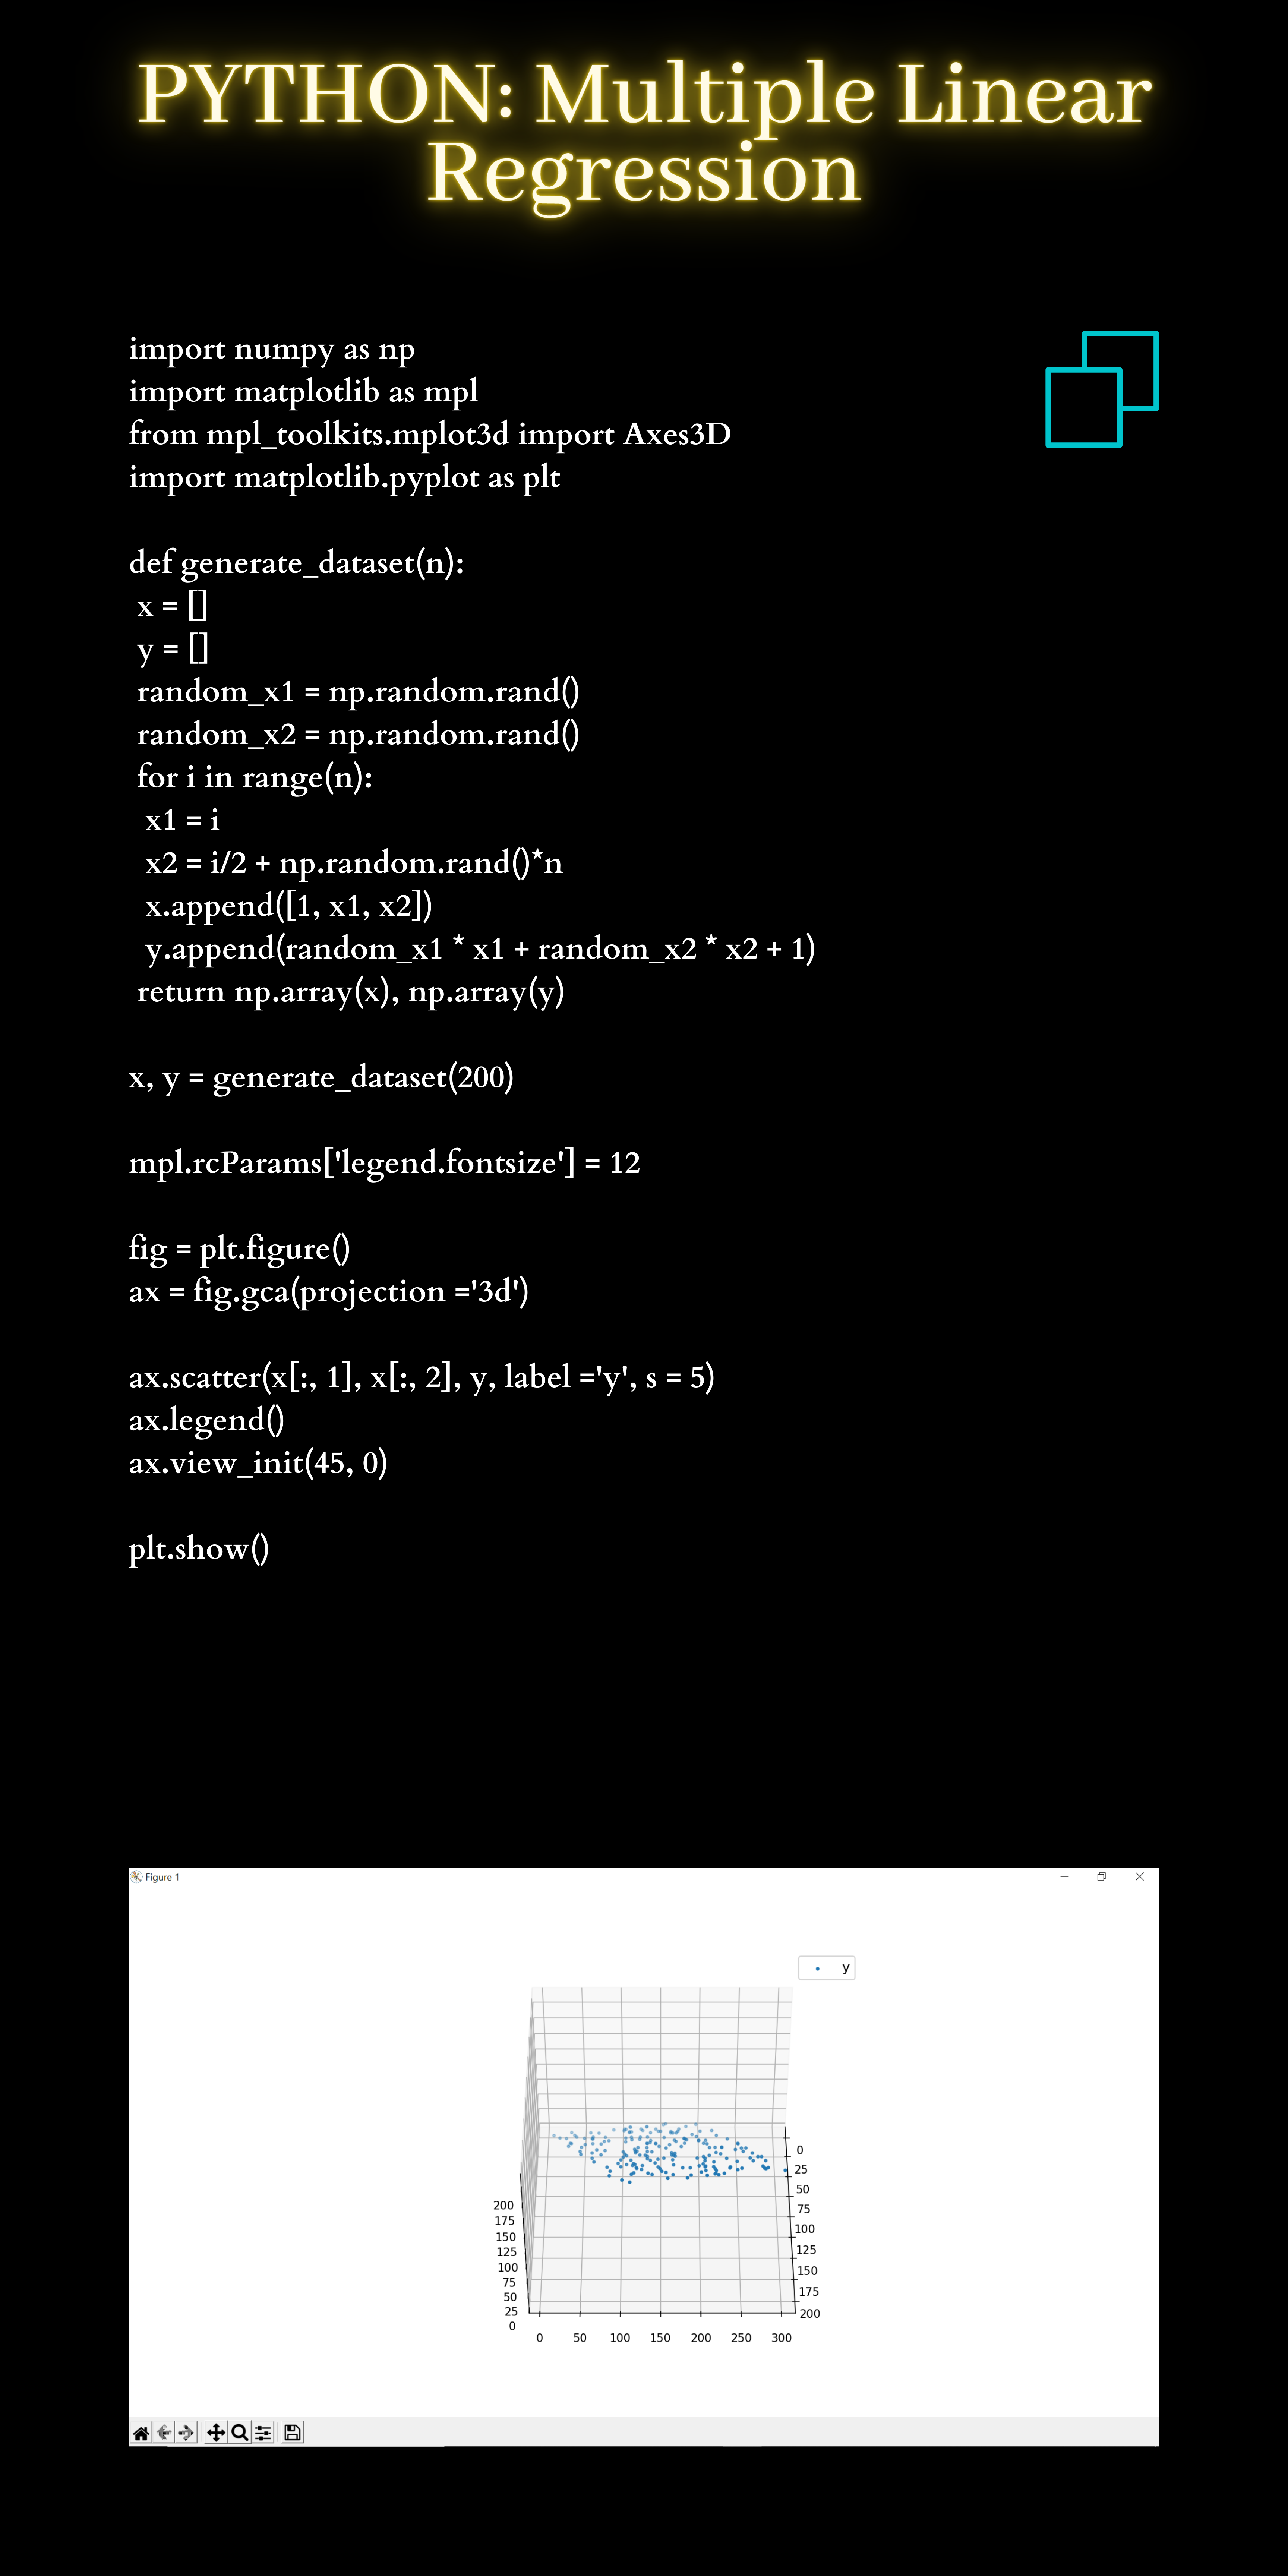 PYTHON: Multiple Linear
Regression
import numpy as np
import matplotlib as mpl
from mpl_toolkits.mplot3d import Axes3D
import matplotlib.pyplot as plt
def generate_dataset(n):
x = []
y = []
random_x1 = np.random.rand()
random_x2 = np.random.rand()
for i in range(n):
x1 = i
x2 = i/2 + np.random.rand()*n
x.append([1, x1, x2])
y.append(random_x1 * x1 + random_x2 * x2 + 1)
return np.array(x), np.array(y)
x, y = generate_dataset(200)
mpl.rcParams['legend.fontsize'] = 12
fig = plt.figure()
ax = fig.gca(projection ='3d')
ax.scatter(x[:, 1], x[:, 2], y, label ='y', s = 5)
ax.legend()
ax.view_init(45, 0)
plt.show()
Figure 1
y
200
175
150
125
100
75
50
25
0
0
25
50
75
100
125
150
175
200
0 50 100 150 200 250 300